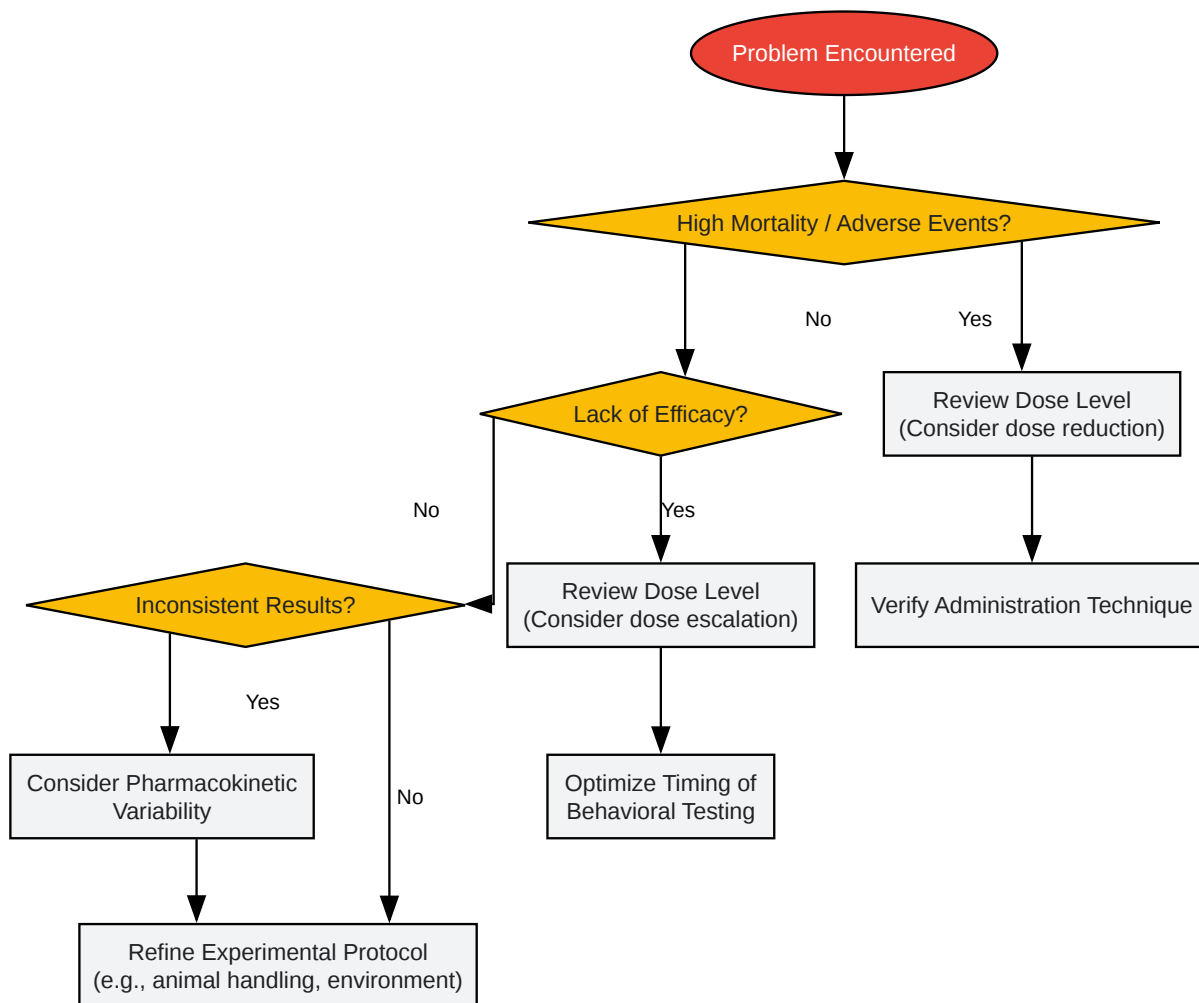 Problem Encountered
High Mortality / Adverse Events?
No
Yes
Lack of Efficacy?
Review Dose Level
(Consider dose reduction)
No
Yes
Inconsistent Results?
Review Dose Level
(Consider dose escalation)
Verify Administration Technique
Yes
No
Consider Pharmacokinetic
Variability
Optimize Timing of
Behavioral Testing
Refine Experimental Protocol
(e.g., animal handling, environment)